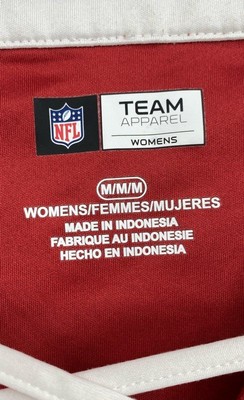 NFL
TEAM
APPAREL
WOMENS
M/M/M
WOMENS/FEMMES/MUJERES
MADE IN INDONESIA
FABRIQUE AU INDONESIE
HECHO EN INDONESIA